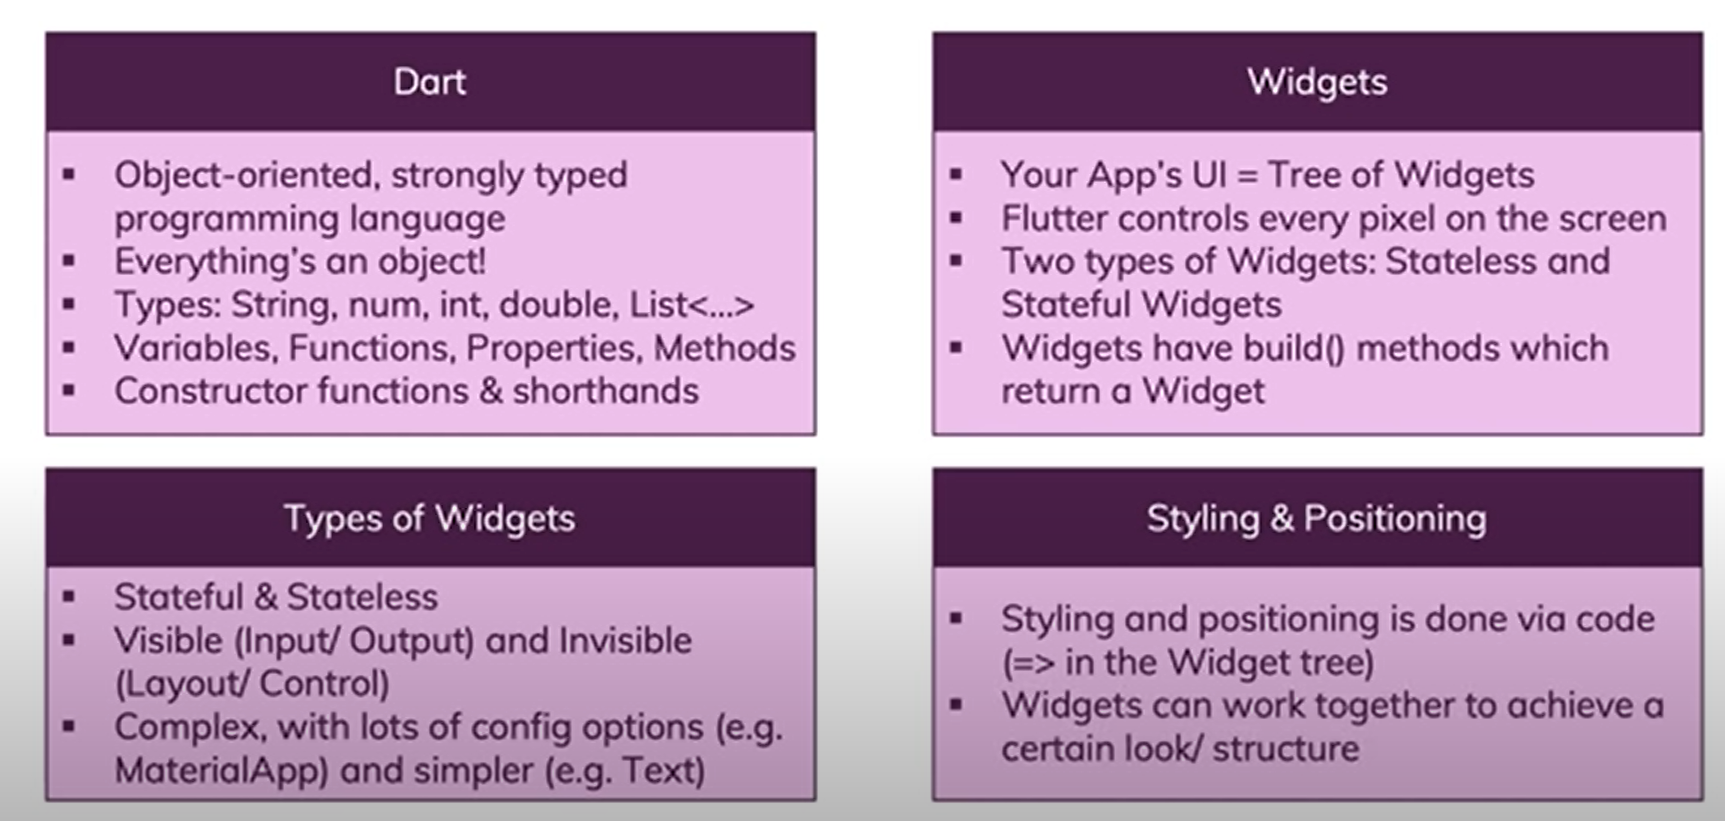 Dart
▪ Object-oriented, strongly typed
programming language
▪ Everything's an object!
▪ Types: String, num, int, double, List<...>
▪ Variables, Functions, Properties, Methods
▪ Constructor functions & shorthands
Widgets
▪ Your App's UI = Tree of Widgets
▪ Flutter controls every pixel on the screen
▪ Two types of Widgets: Stateless and
Stateful Widgets
▪ Widgets have build() methods which
return a Widget
Types of Widgets
▪ Stateful & Stateless
▪ Visible (Input/ Output) and Invisible
(Layout/ Control)
▪ Complex, with lots of config options (e.g.
MaterialApp) and simpler (e.g. Text)
Styling & Positioning
▪ Styling and positioning is done via code
(=> in the Widget tree)
▪ Widgets can work together to achieve a
certain look/ structure